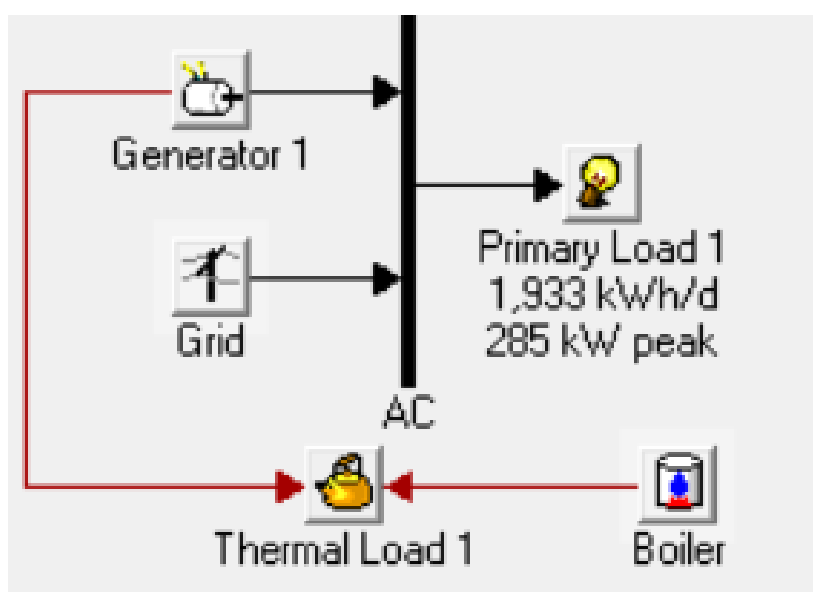 Generator 1
Primary Load 1
1,933 kWh/d
285 kW peak
Grid
AC
Thermal Load 1
Boiler